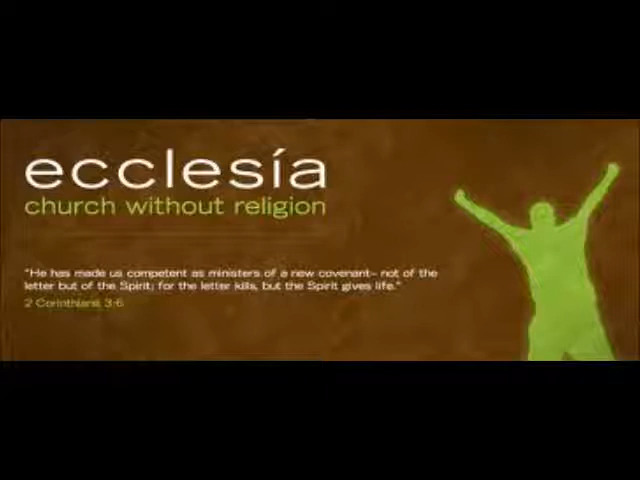 ecclesía
church without religion
"He has made us competent as ministers of a new covenant– not of the
letter but of the Spirit; for the letter kills, but the Spirit gives life."
2 Corinthians 3:6